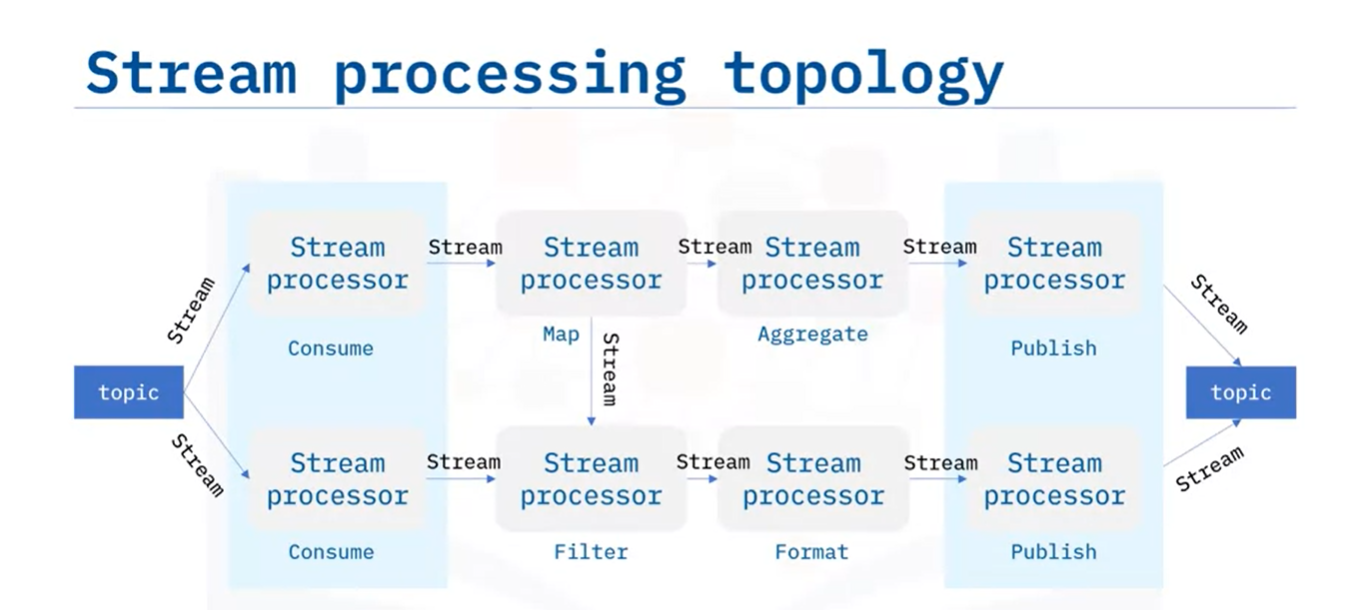 Stream processing topology
Stream
processor
Consume
Stream
Stream
processor
Map
Stream
Stream
processor
Aggregate
Stream
Stream
processor
Publish
Stream
Stream
Stream
topic
topic
Stream
Stream
processor
Consume
Stream
Stream
processor
Filter
Stream
Stream
processor
Format
Stream
Stream
processor
Publish
Stream